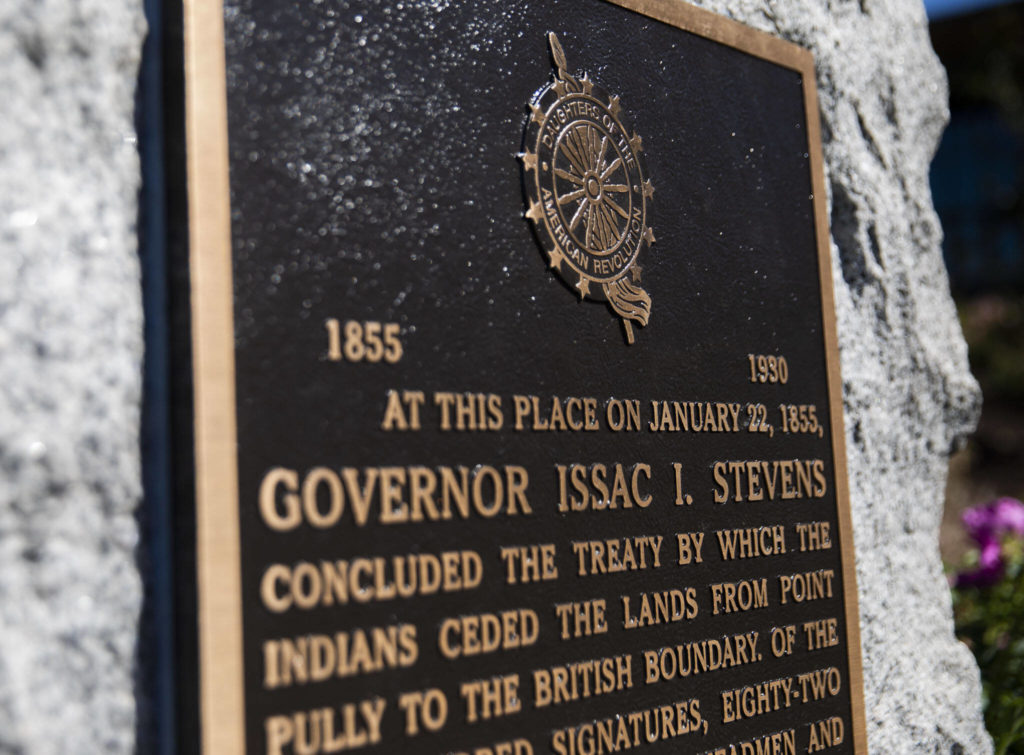 DAUGHTERS OF THE
AMERICAN REVOLUTION
1855 1930
AT THIS PLACE ON JANUARY 22, 1855,
GOVERNOR ISSAC I. STEVENS
CONCLUDED THE TREATY BY WHICH THE
INDIANS CEDED THE LANDS FROM POINT
PULLY TO THE BRITISH BOUNDARY. OF THE
SIGNATURES, EIGHTY-TWO
AND